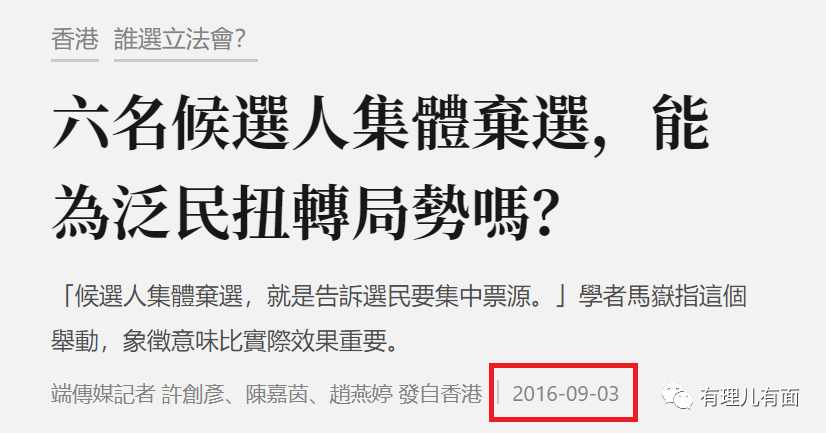 香港 誰選立法會？
六名候選人集體棄選，能
為泛民扭轉局勢嗎？
「候選人集體棄選，就是告訴選民要集中票源。」學者馬嶽指這個
舉動，象徵意味比實際效果重要。
端傳媒記者 許創彥、陳嘉茵、趙燕婷 發自香港 2016-09-03
有理儿有面